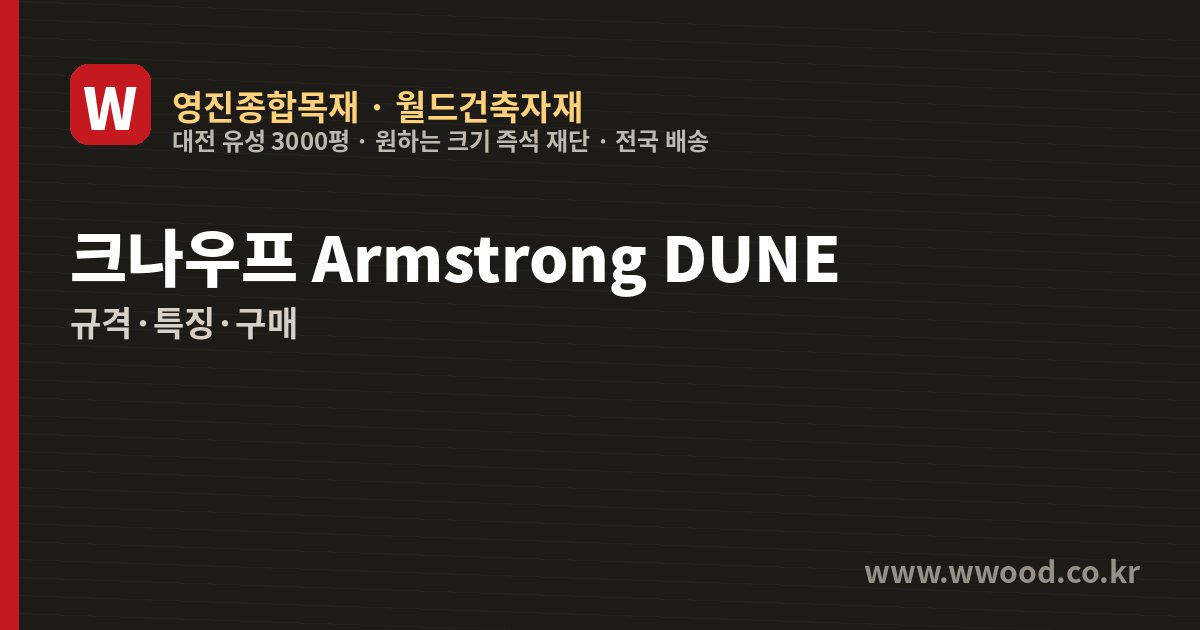 W
영진종합목재 · 월드건축자재
대전 유성 3000평 · 원하는 크기 즉석 재단 · 전국 배송
크나우프 Armstrong DUNE
규격·특징·구매
www.wwood.co.kr